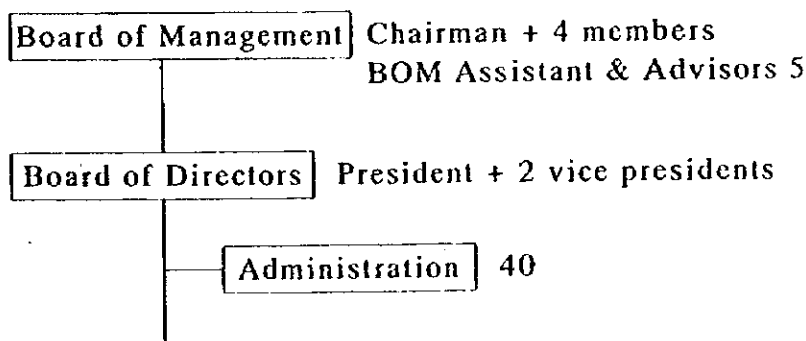 Board of Management Chairman + 4 members
BOM Assistant & Advisors 5
Board of Directors President + 2 vice presidents
Administration 40